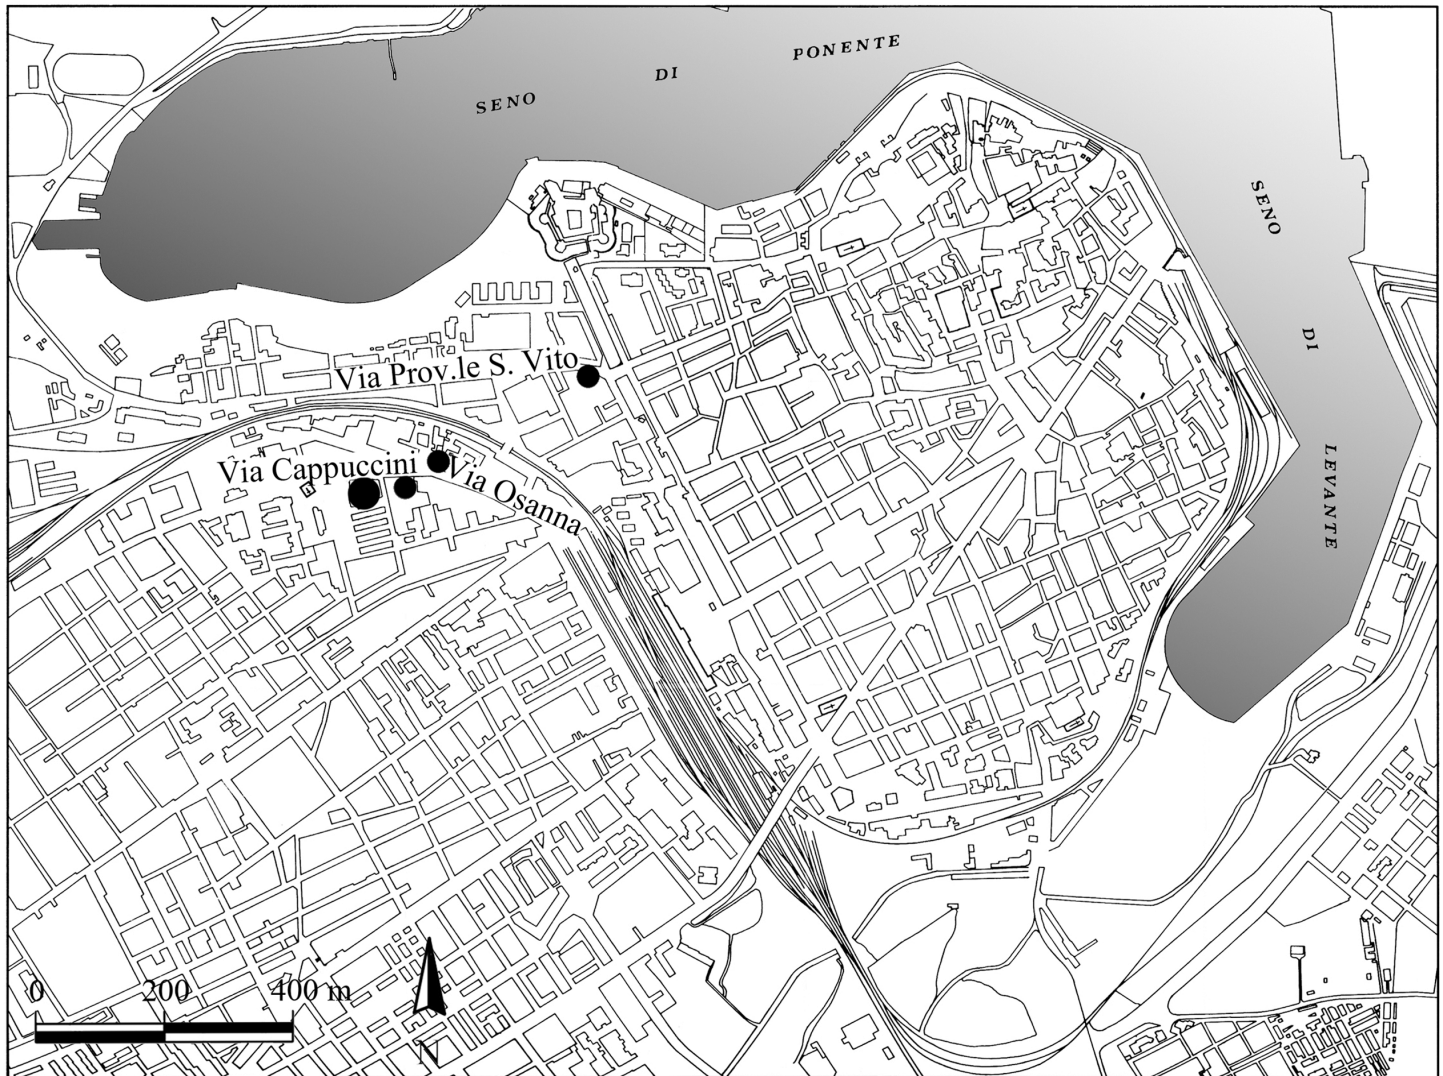 SENO DI PONENTE
SENO DI LEVANTE
Via Prov.le S. Vito
Via Cappuccini
Via Osanna
0 200 400 m
N